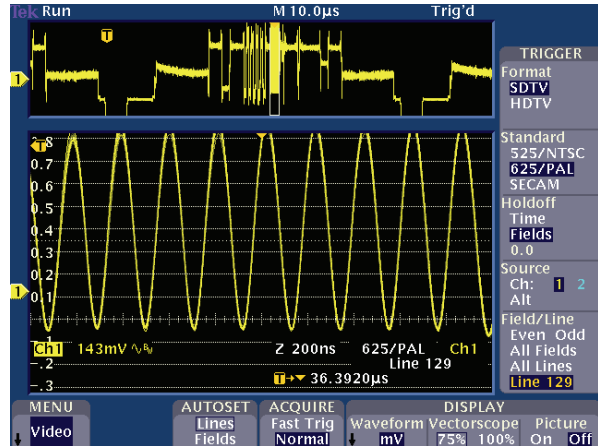 Tek Run M 10.0µs Trig'd
T
1
TRIGGER
Format
SDTV
HDTV
Standard
525/NTSC
625/PAL
SECAM
Holdoff
Time
Fields
0.0
Source
Ch: 1 2
Alt
Field/Line
Even Odd
All Fields
All Lines
Line 129
T
0.7
0.6
0.5
0.4
0.3
0.2
1
0.1
Ch1 143mV Z 200ns 625/PAL Ch1
-.2 Line 129
T 36.3920µs
-.3
MENU AUTOSET ACQUIRE DISPLAY
Video Lines Fast Trig Waveform Vectorscope Picture
Fields Normal mV 75% 100% On Off